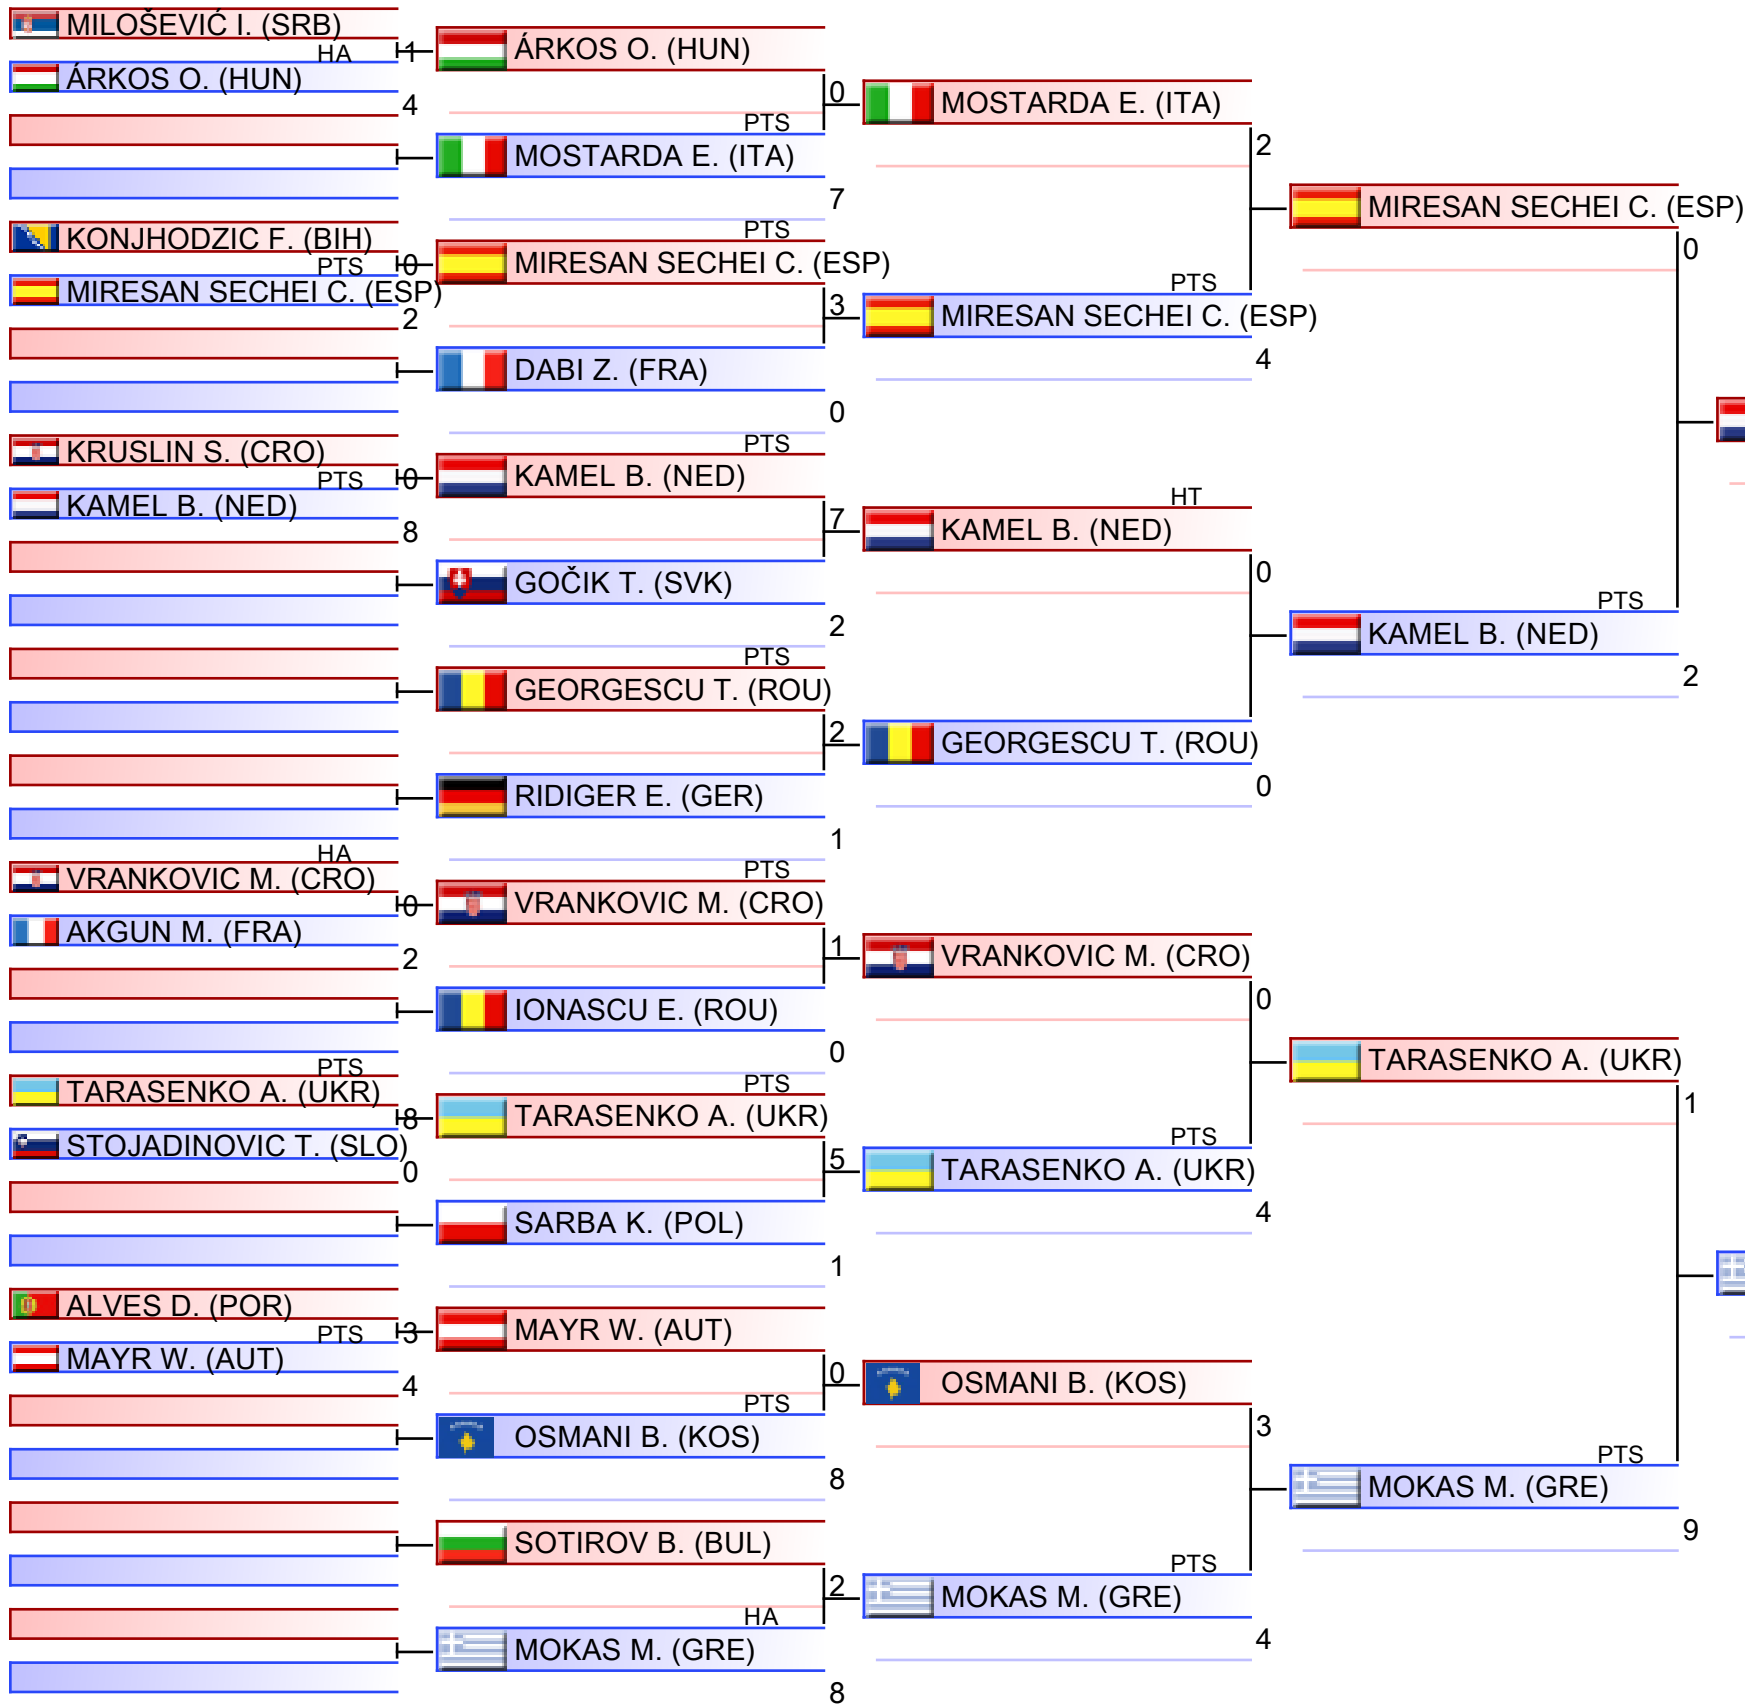 MILOŠEVIĆ I. (SRB)
HA 1
ÁRKOS O. (HUN)
4
KONJHODZIC F. (BIH)
PTS 0
MIRESAN SECHEI C. (ESP)
2
KRUSLIN S. (CRO)
PTS 0
KAMEL B. (NED)
8
HA
VRANKOVIC M. (CRO)
0
AKGUN M. (FRA)
2
PTS
TARASENKO A. (UKR)
8
STOJADINOVIC T. (SLO)
0
ALVES D. (POR)
PTS 3
MAYR W. (AUT)
4
ÁRKOS O. (HUN)
0
PTS
MOSTARDA E. (ITA)
7
PTS
MIRESAN SECHEI C. (ESP)
3
DABI Z. (FRA)
0
PTS
KAMEL B. (NED)
7
GOČIK T. (SVK)
2
PTS
GEORGESCU T. (ROU)
2
RIDIGER E. (GER)
1
PTS
VRANKOVIC M. (CRO)
1
IONASCU E. (ROU)
0
PTS
TARASENKO A. (UKR)
5
SARBA K. (POL)
1
MAYR W. (AUT)
0
PTS
OSMANI B. (KOS)
8
SOTIROV B. (BUL)
2
HA
MOKAS M. (GRE)
8
MOSTARDA E. (ITA)
2
PTS
MIRESAN SECHEI C. (ESP)
4
HT
KAMEL B. (NED)
0
GEORGESCU T. (ROU)
0
VRANKOVIC M. (CRO)
0
PTS
TARASENKO A. (UKR)
4
OSMANI B. (KOS)
3
PTS
MOKAS M. (GRE)
4
MIRESAN SECHEI C. (ESP)
0
PTS
KAMEL B. (NED)
2
TARASENKO A. (UKR)
1
PTS
MOKAS M. (GRE)
9